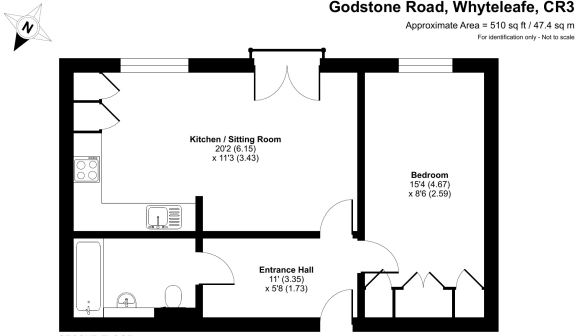 Godstone Road, Whyteleafe, CR3
Approximate Area = 510 sq ft / 47.4 sq m
For identification only - Not to scale
N
Kitchen / Sitting Room
20'2 (6.15)
x 11'3 (3.43)
Bedroom
15'4 (4.67)
x 8'6 (2.59)
Entrance Hall
11' (3.35)
x 5'8 (1.73)